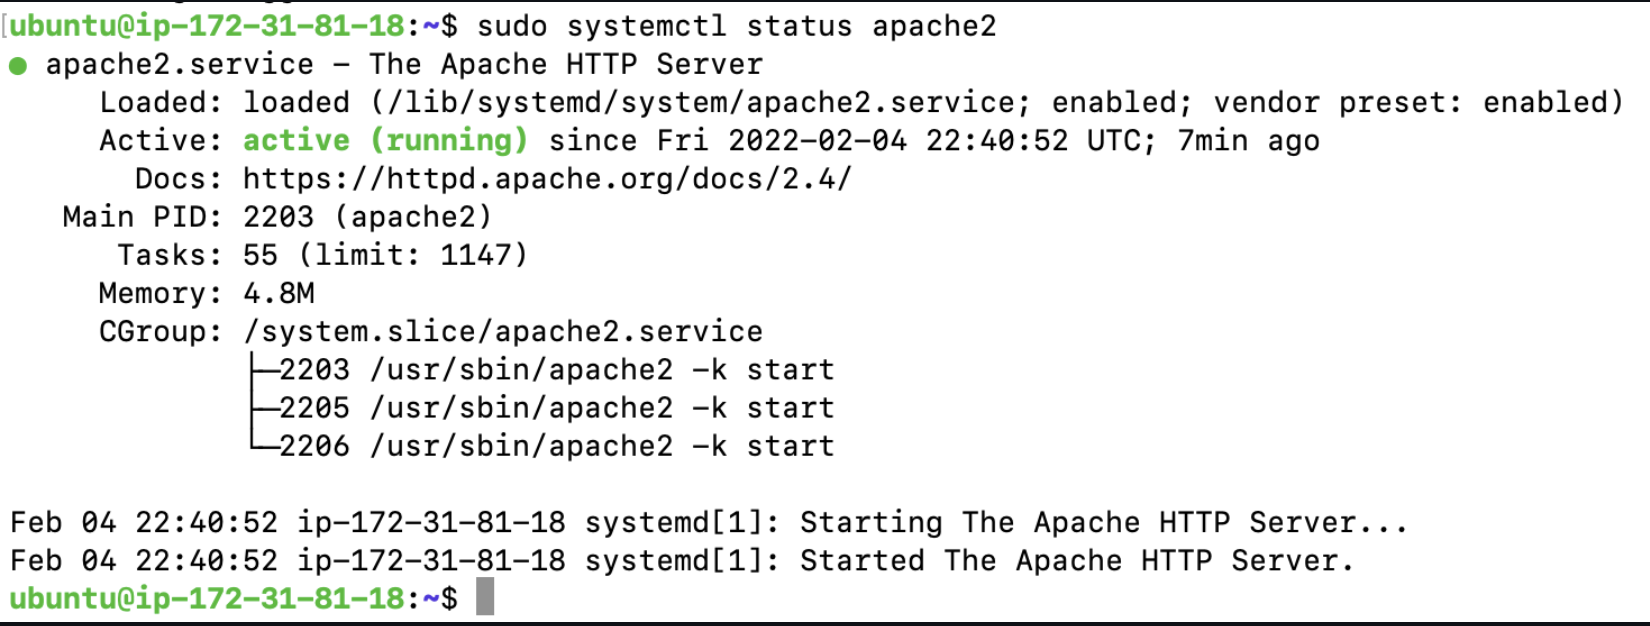 [ubuntu@ip-172-31-81-18:~$ sudo systemctl status apache2
● apache2.service - The Apache HTTP Server
     Loaded: loaded (/lib/systemd/system/apache2.service; enabled; vendor preset: enabled)
     Active: active (running) since Fri 2022-02-04 22:40:52 UTC; 7min ago
       Docs: https://httpd.apache.org/docs/2.4/
   Main PID: 2203 (apache2)
      Tasks: 55 (limit: 1147)
     Memory: 4.8M
     CGroup: /system.slice/apache2.service
             ├─2203 /usr/sbin/apache2 -k start
             ├─2205 /usr/sbin/apache2 -k start
             └─2206 /usr/sbin/apache2 -k start

Feb 04 22:40:52 ip-172-31-81-18 systemd[1]: Starting The Apache HTTP Server...
Feb 04 22:40:52 ip-172-31-81-18 systemd[1]: Started The Apache HTTP Server.
ubuntu@ip-172-31-81-18:~$